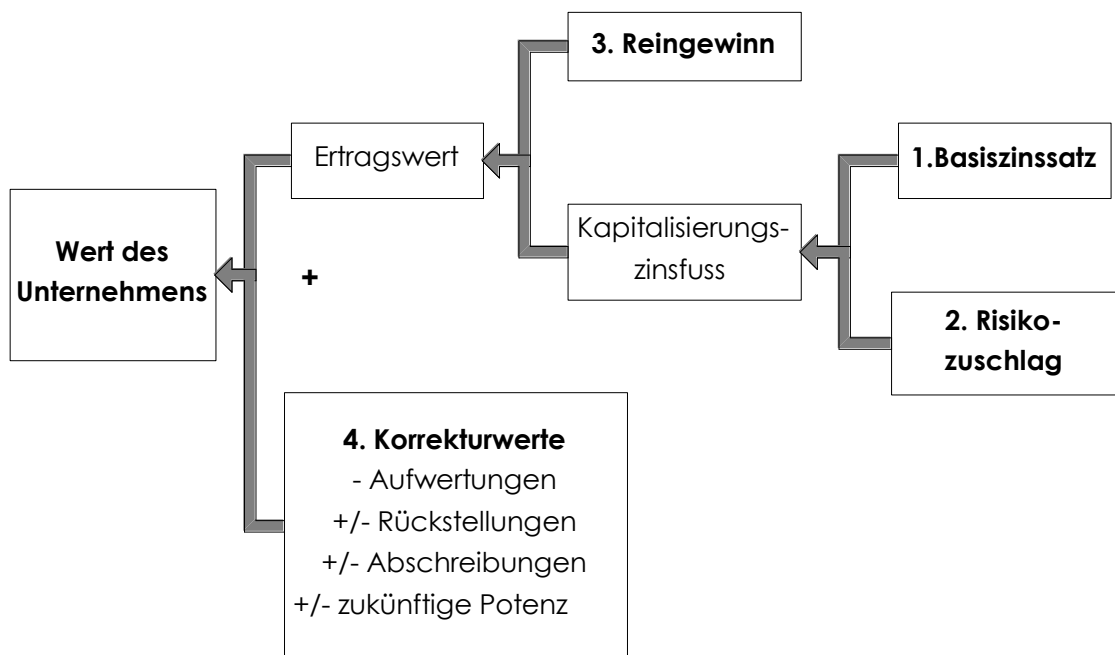 3. Reingewinn
Ertragswert
1.Basiszinssatz
Kapitalisierungs-
zinsfuss
Wert des
Unternehmens
+
2. Risiko-
zuschlag
4. Korrekturwerte
- Aufwertungen
+/- Rückstellungen
+/- Abschreibungen
+/- zukünftige Potenz